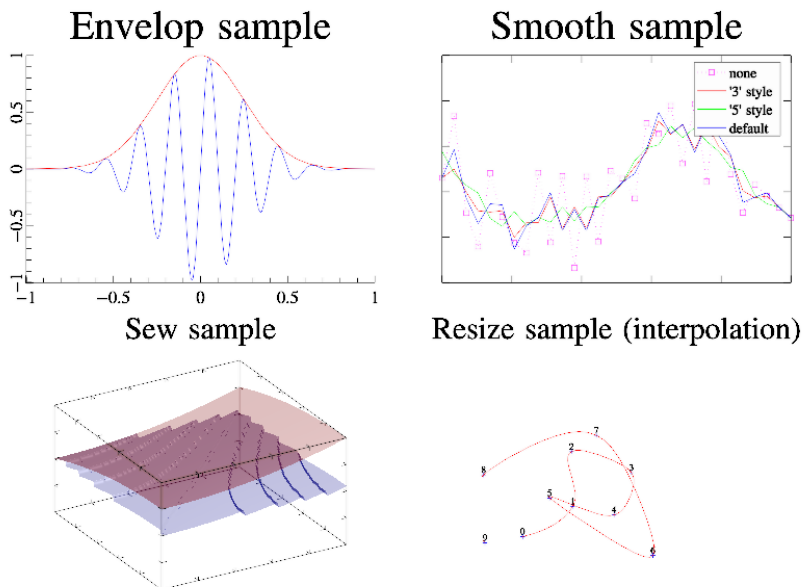 Envelop sample
Smooth sample
1
0.5
0
−0.5
−1
−1 −0.5 0 0.5 1
none
'3' style
'5' style
default
Sew sample
Resize sample (interpolation)
7
2
8
3
5
1
4
0
9
6